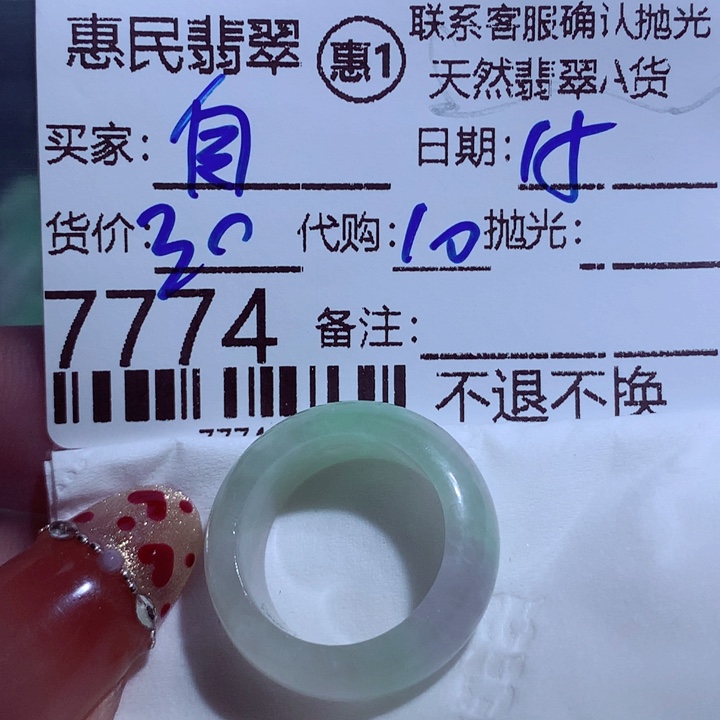 惠民翡翠 惠1 联系客服确认抛光
天然翡翠A货
买家：自 日期：付
货价：30 代购：10 抛光：
7774 备注：
不退不换